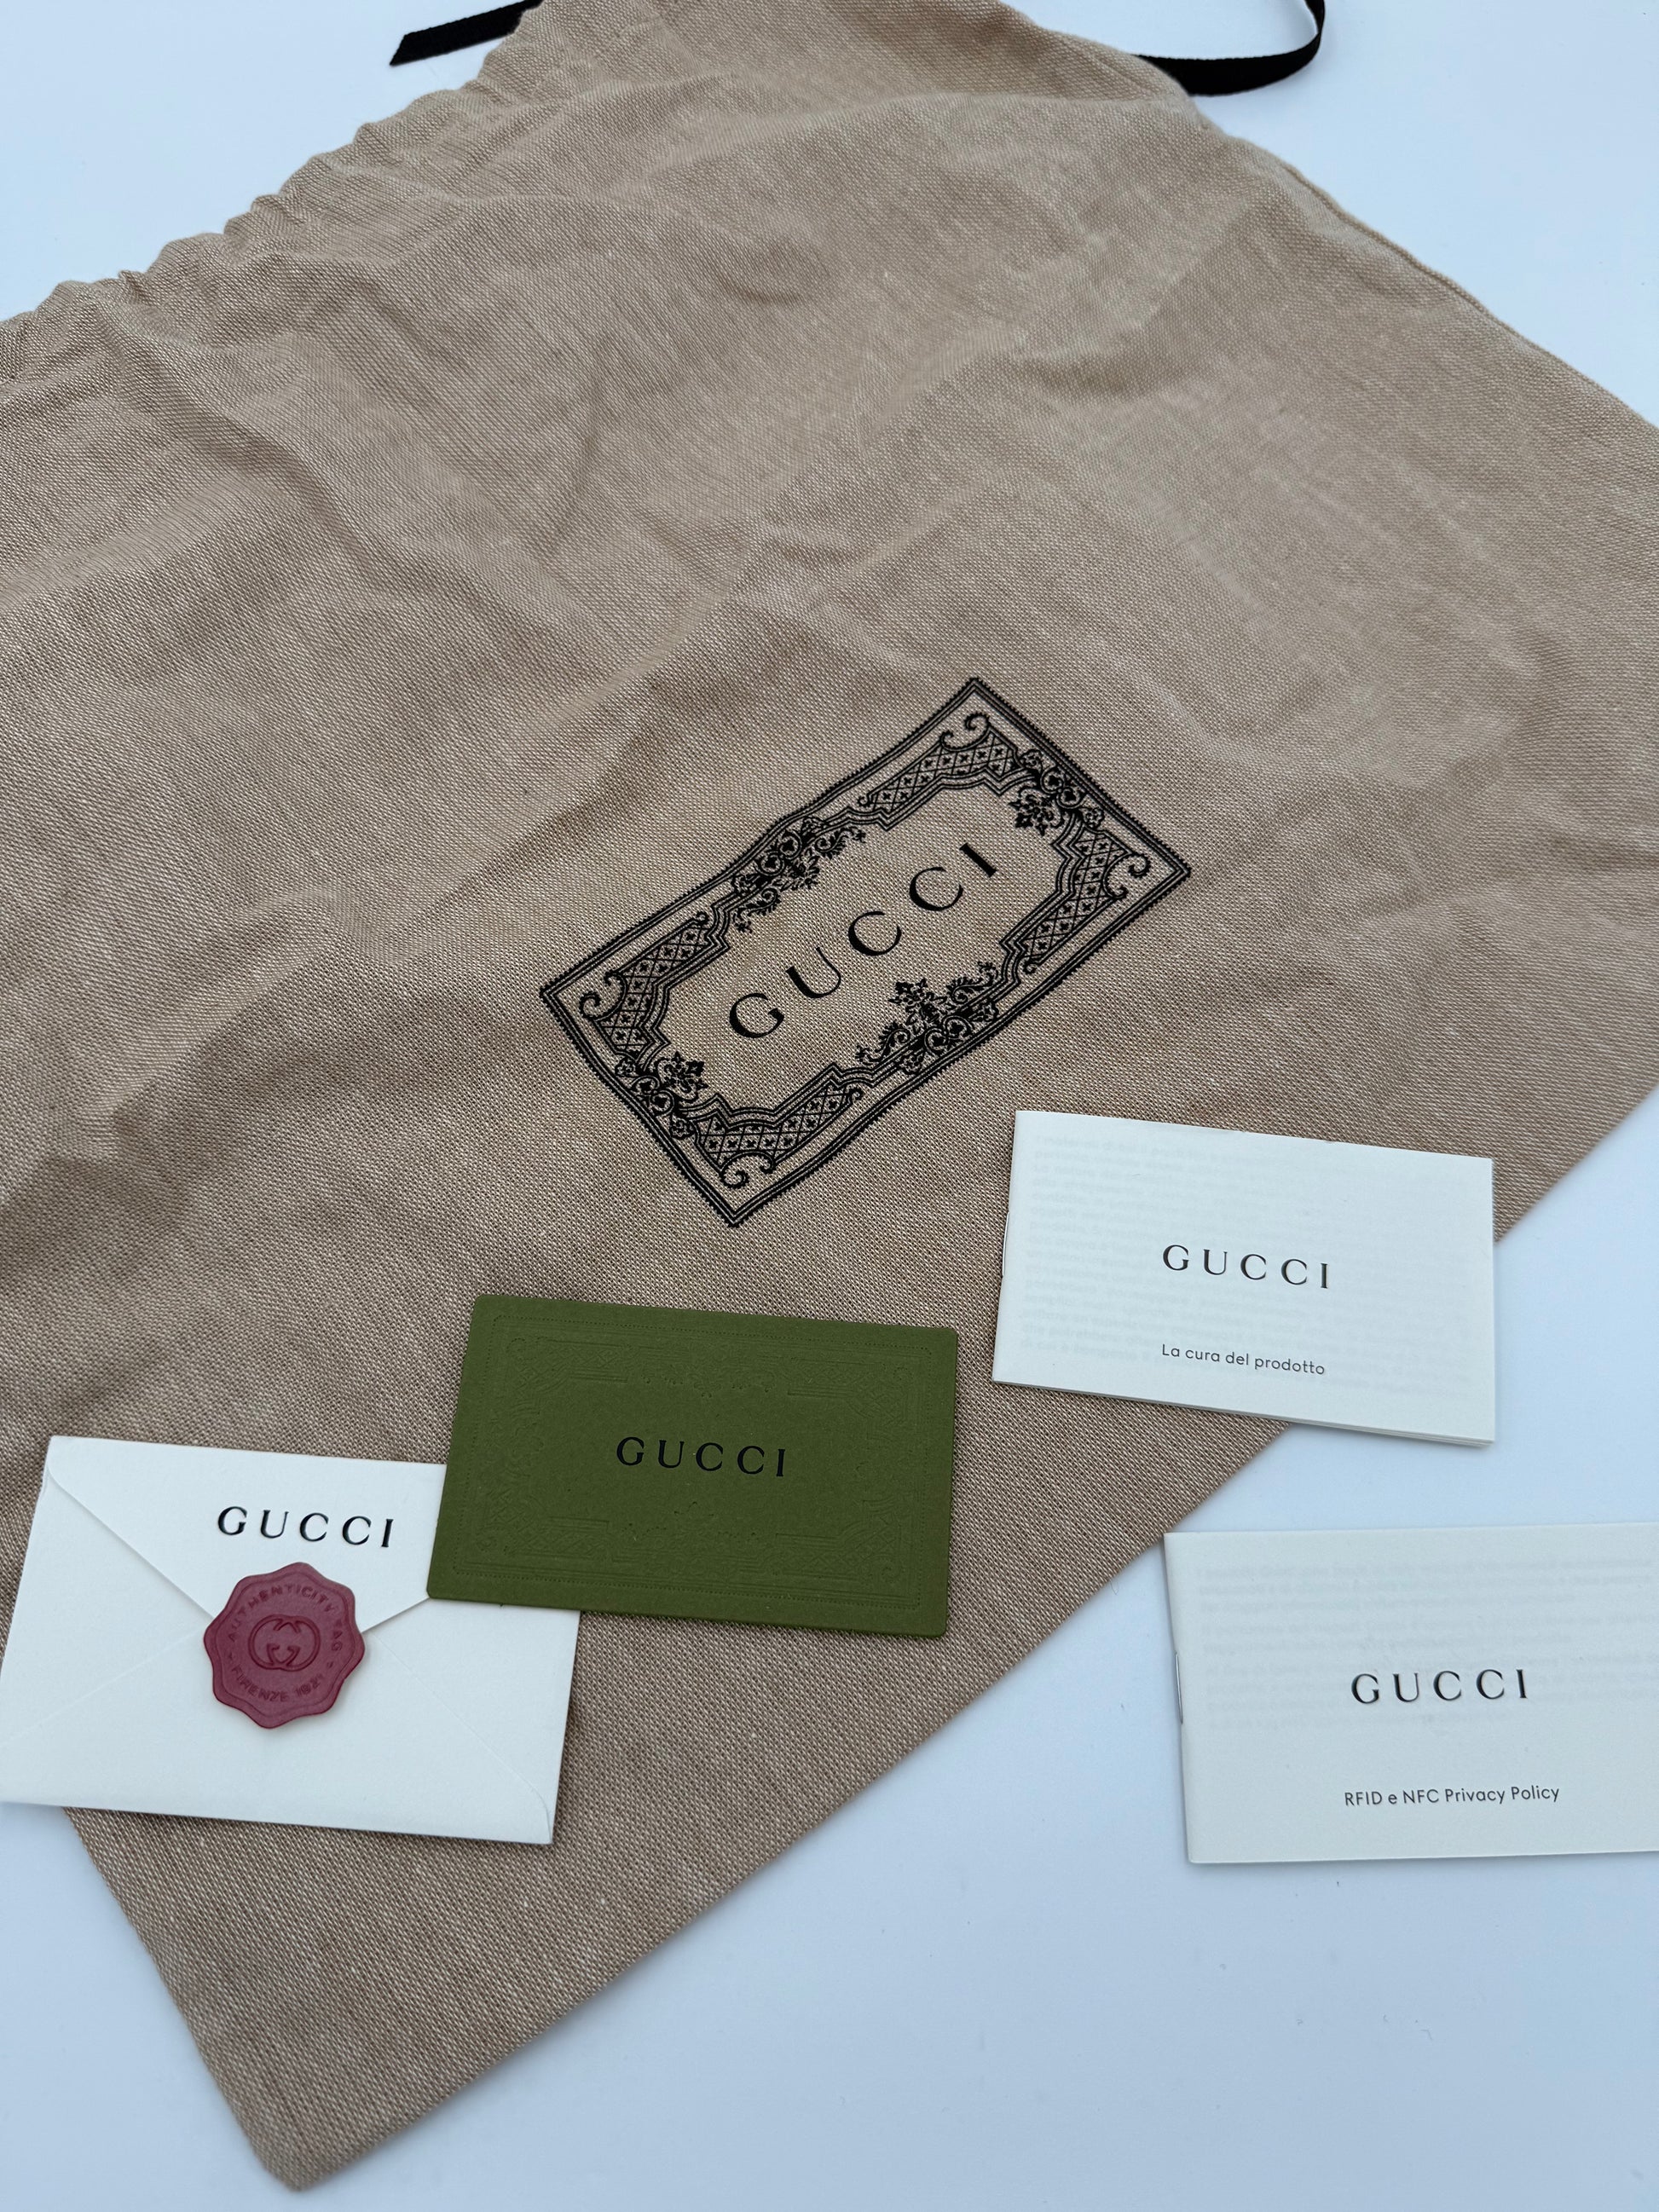 GUCCI
GUCCI
La cura del prodotto
GUCCI
GUCCI
AUTHENTICITY TAG
FIRENZE 1921
GUCCI
RFID e NFC Privacy Policy